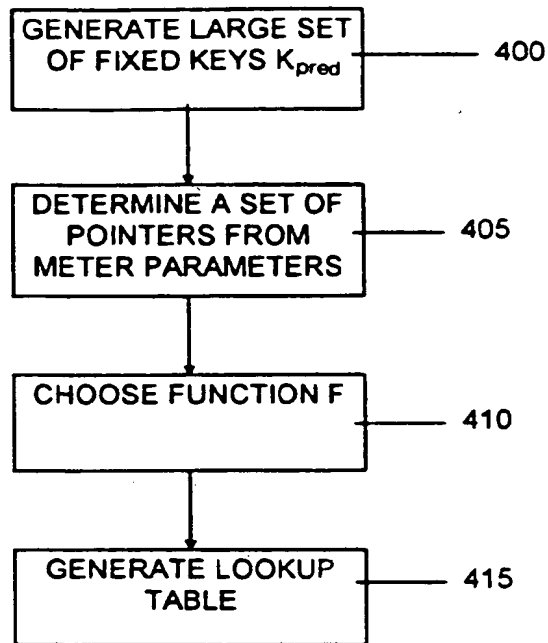 GENERATE LARGE SET
OF FIXED KEYS Kpred
400
DETERMINE A SET OF
POINTERS FROM
METER PARAMETERS
405
CHOOSE FUNCTION F
410
GENERATE LOOKUP
TABLE
415